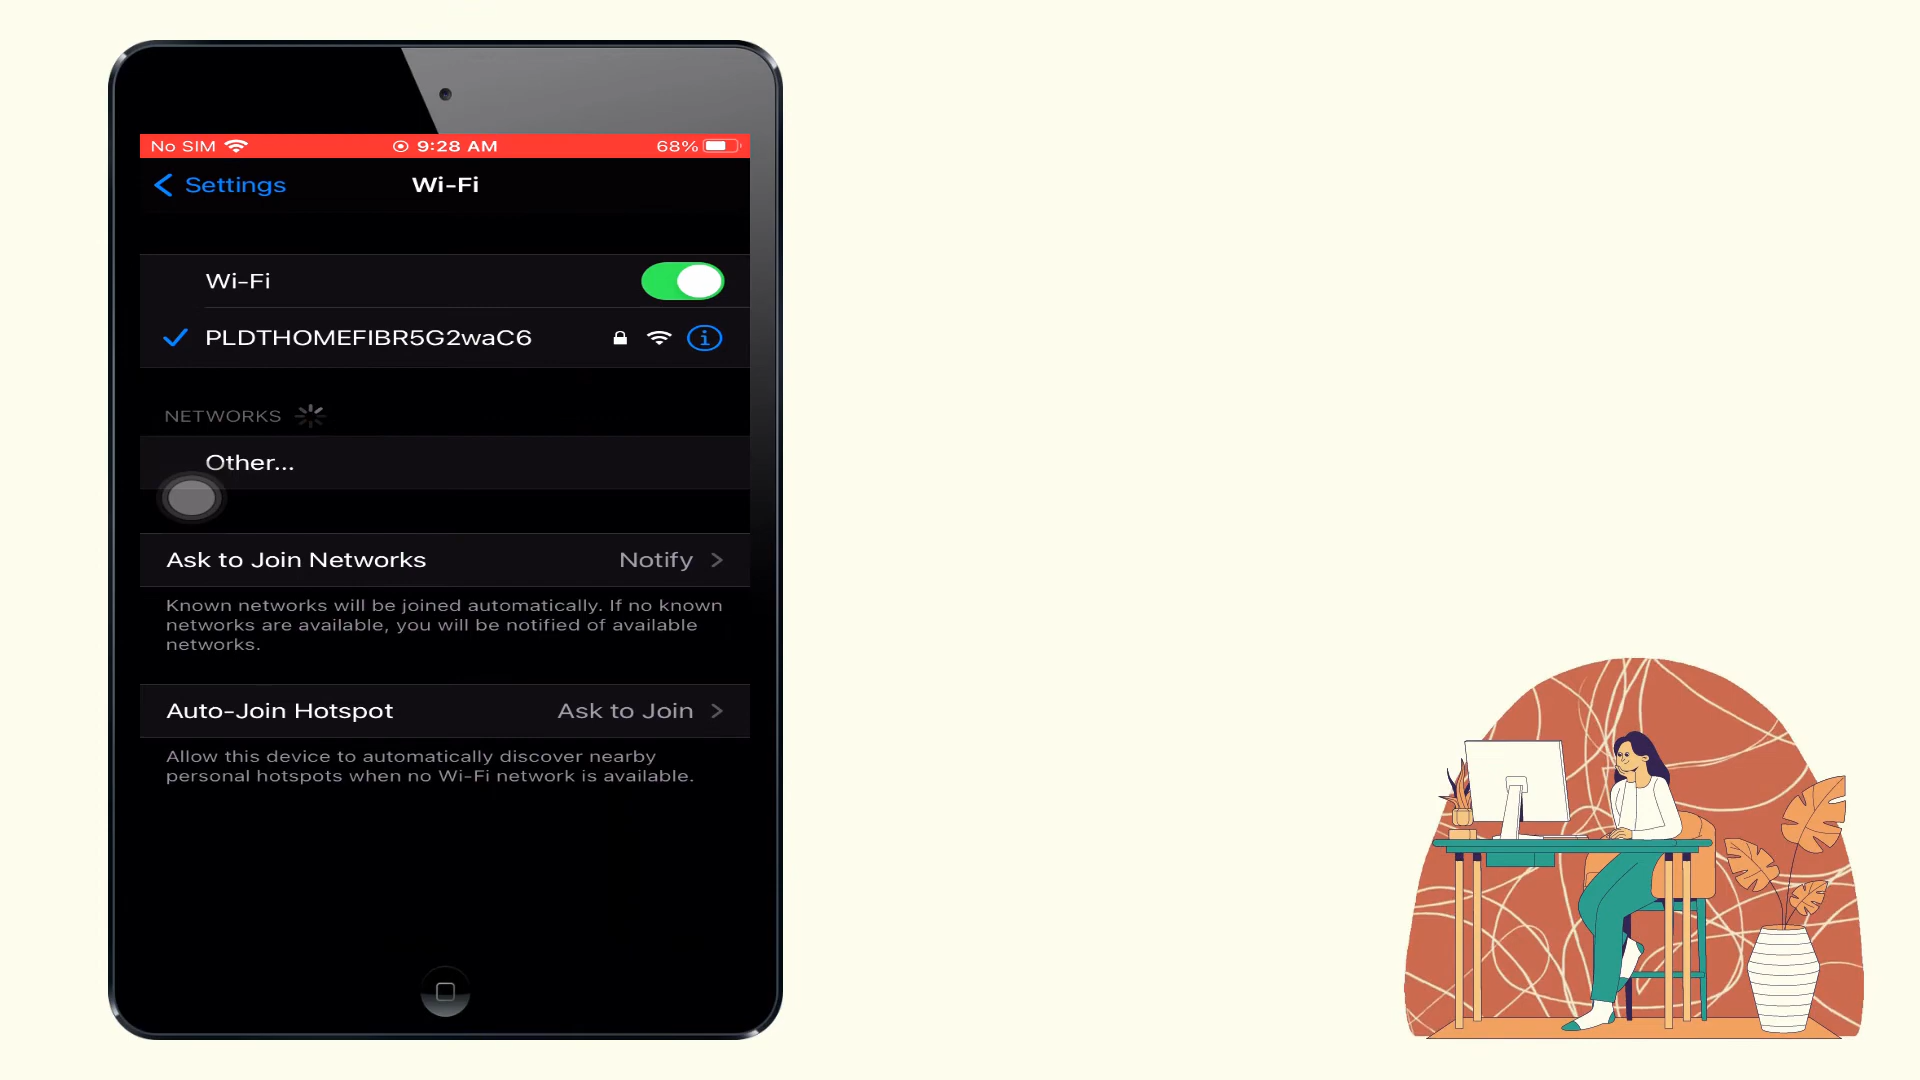 No SIM 9:28 AM 68%
Settings Wi-Fi
Wi-Fi
PLDTHOMEFIBR5G2waC6
NETWORKS
Other...
Ask to Join Networks Notify
Known networks will be joined automatically. If no known
networks are available, you will be notified of available
networks.
Auto-Join Hotspot Ask to Join
Allow this device to automatically discover nearby
personal hotspots when no Wi-Fi network is available.